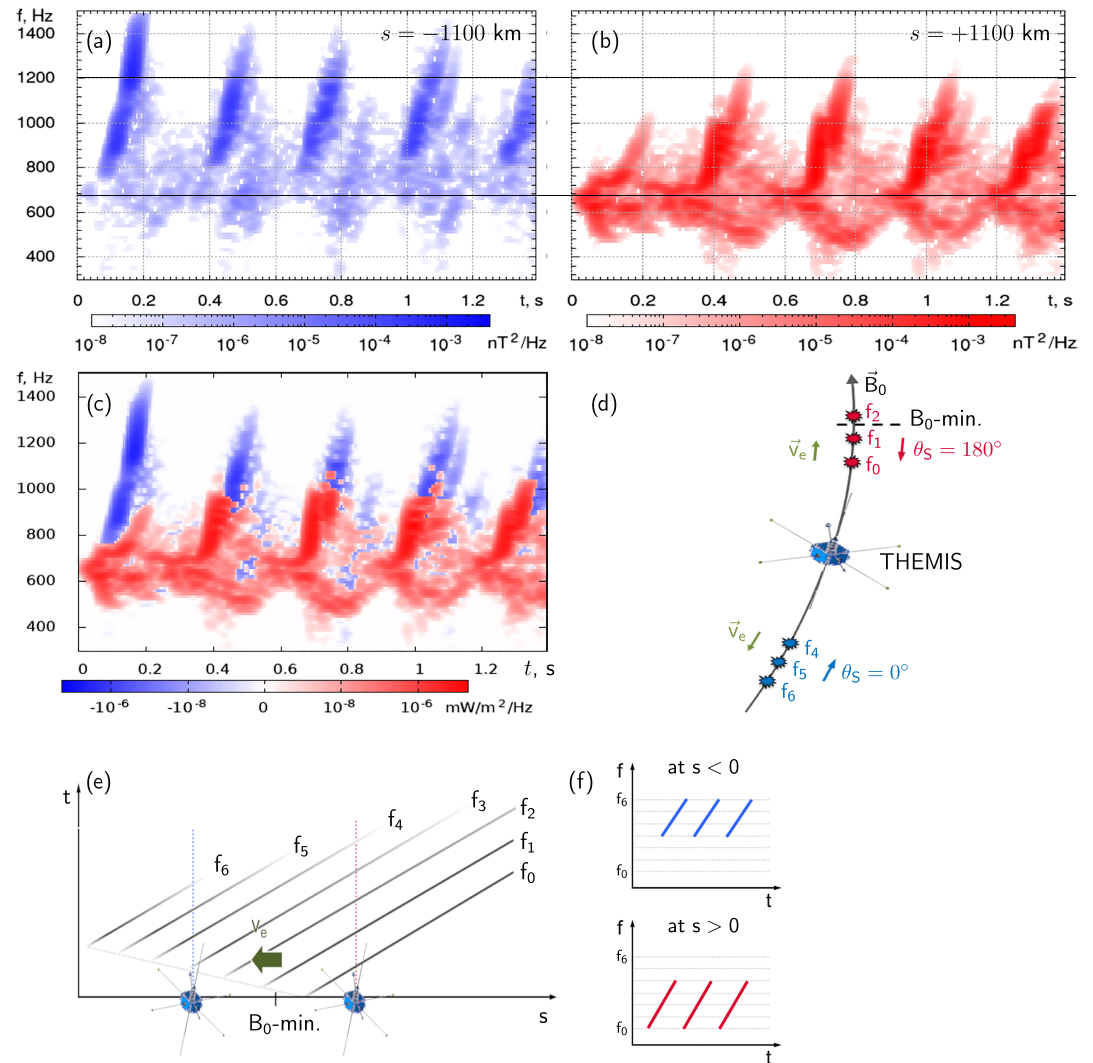 f, Hz
1400
1200
1000
800
600
400
(a)
s = −1100 km
0 0.2 0.4 0.6 0.8 1 1.2 t, s
10⁻⁸ 10⁻⁷ 10⁻⁶ 10⁻⁵ 10⁻⁴ 10⁻³ nT²/Hz
(b)
s = +1100 km
0 0.2 0.4 0.6 0.8 1 1.2 t, s
10⁻⁸ 10⁻⁷ 10⁻⁶ 10⁻⁵ 10⁻⁴ 10⁻³ nT²/Hz
f, Hz
1400
1200
1000
800
600
400
(c)
0 0.2 0.4 0.6 0.8 1 1.2 t, s
-10⁻⁶ -10⁻⁸ 0 10⁻⁸ 10⁻⁶ mW/m²/Hz
(d)
B⃗₀
f₂
B₀-min.
f₁
v⃗ₑ
θ_S = 180°
f₀
THEMIS
v⃗ₑ
f₄
f₅
θ_S = 0°
f₆
(e)
t
f₆
f₅
f₄
f₃
f₂
f₁
f₀
vₑ
B₀-min.
s
(f)
f
at s < 0
f₆
f₀
t
f
at s > 0
f₆
f₀
t